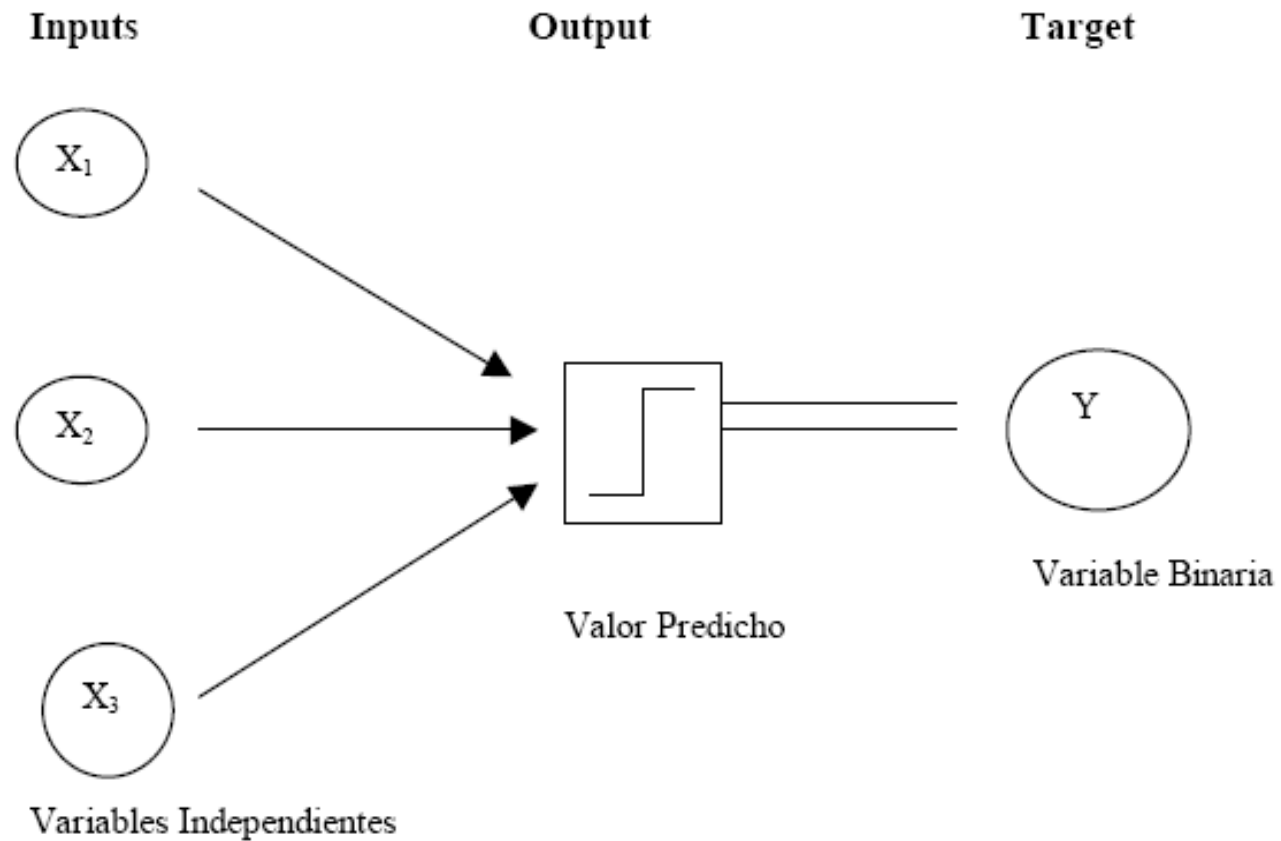 Inputs
Output
Target
X₁
X₂
Y
Variable Binaria
Valor Predicho
X₃
Variables Independientes